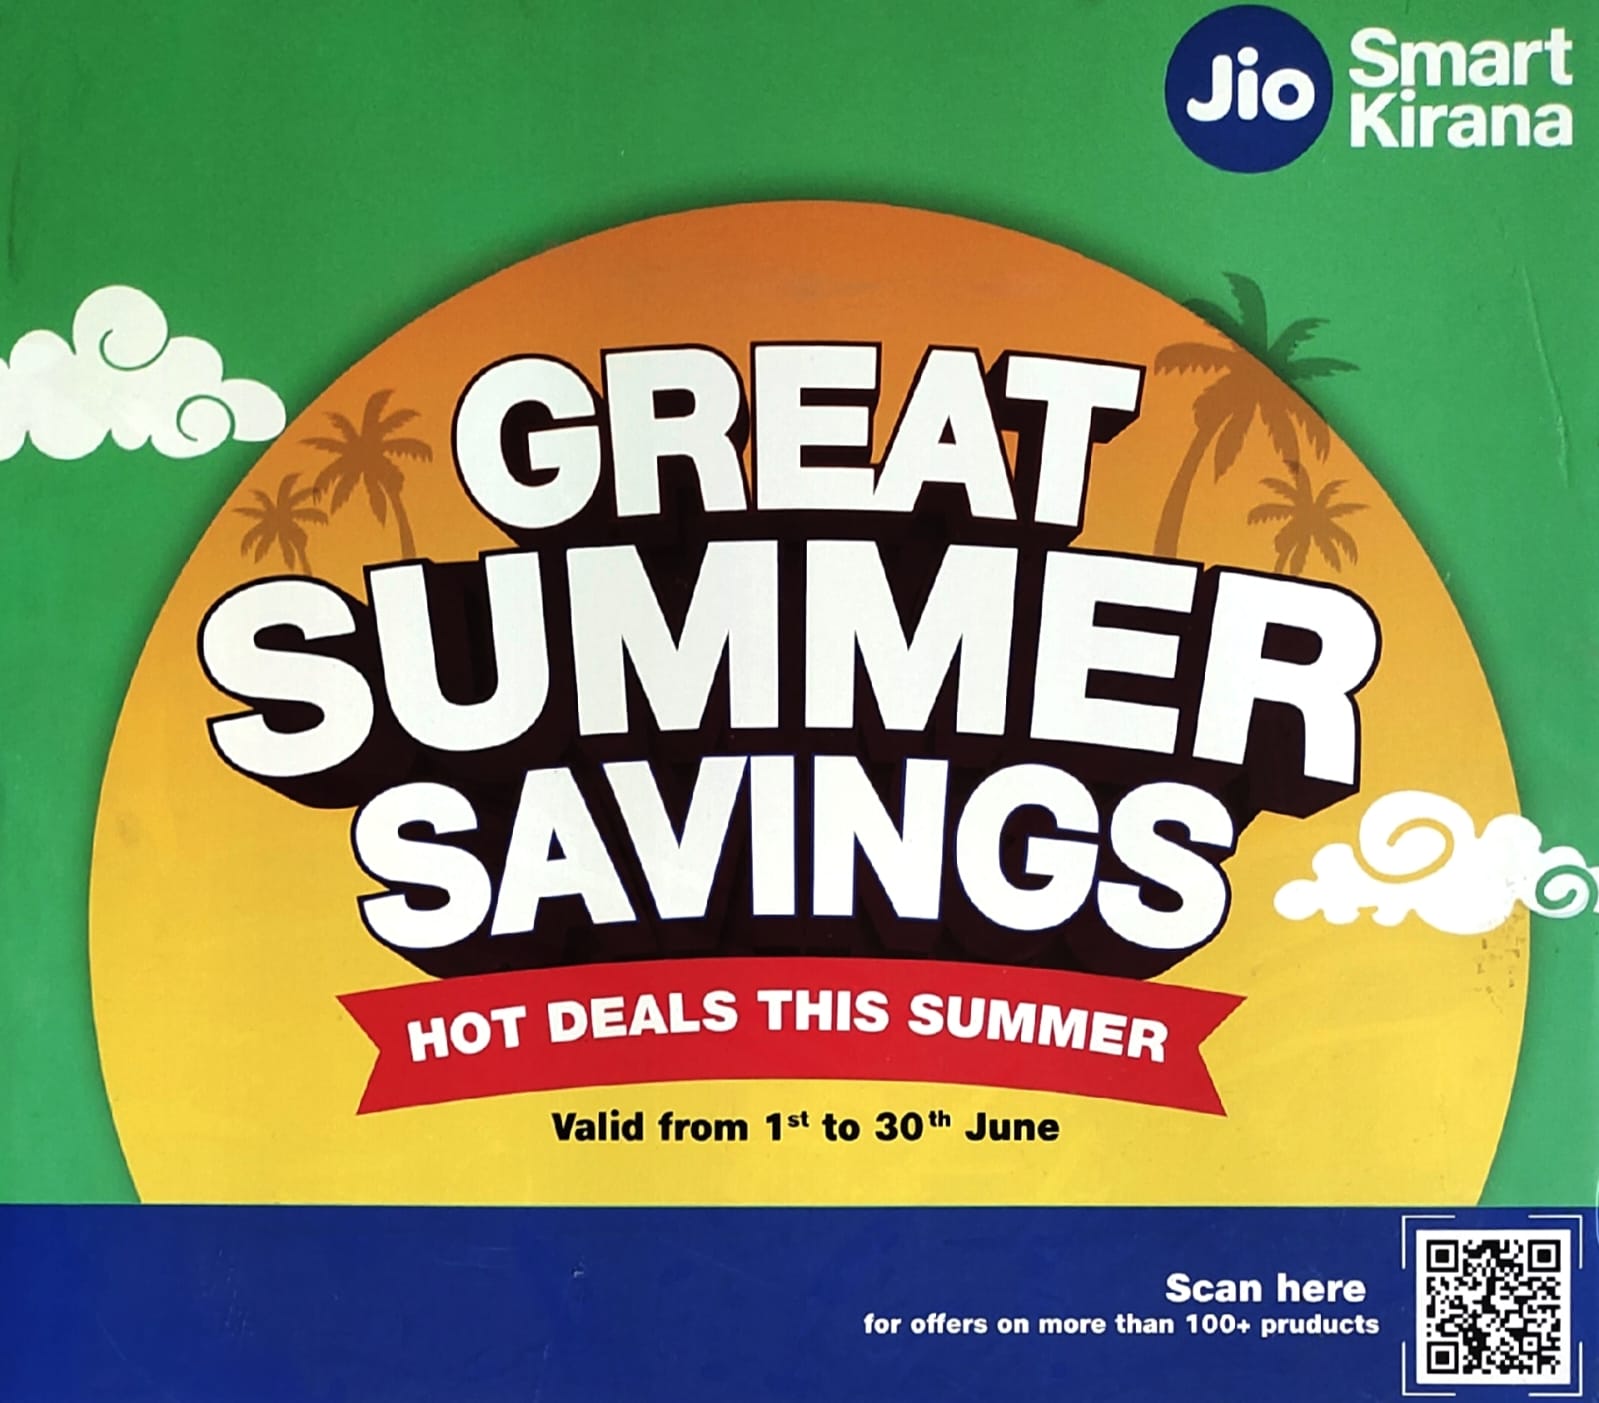 Jio
Smart
Kirana
GREAT
SUMMER
SAVINGS
HOT DEALS THIS SUMMER
Valid from 1st to 30th June
Scan here
for offers on more than 100+ pruducts